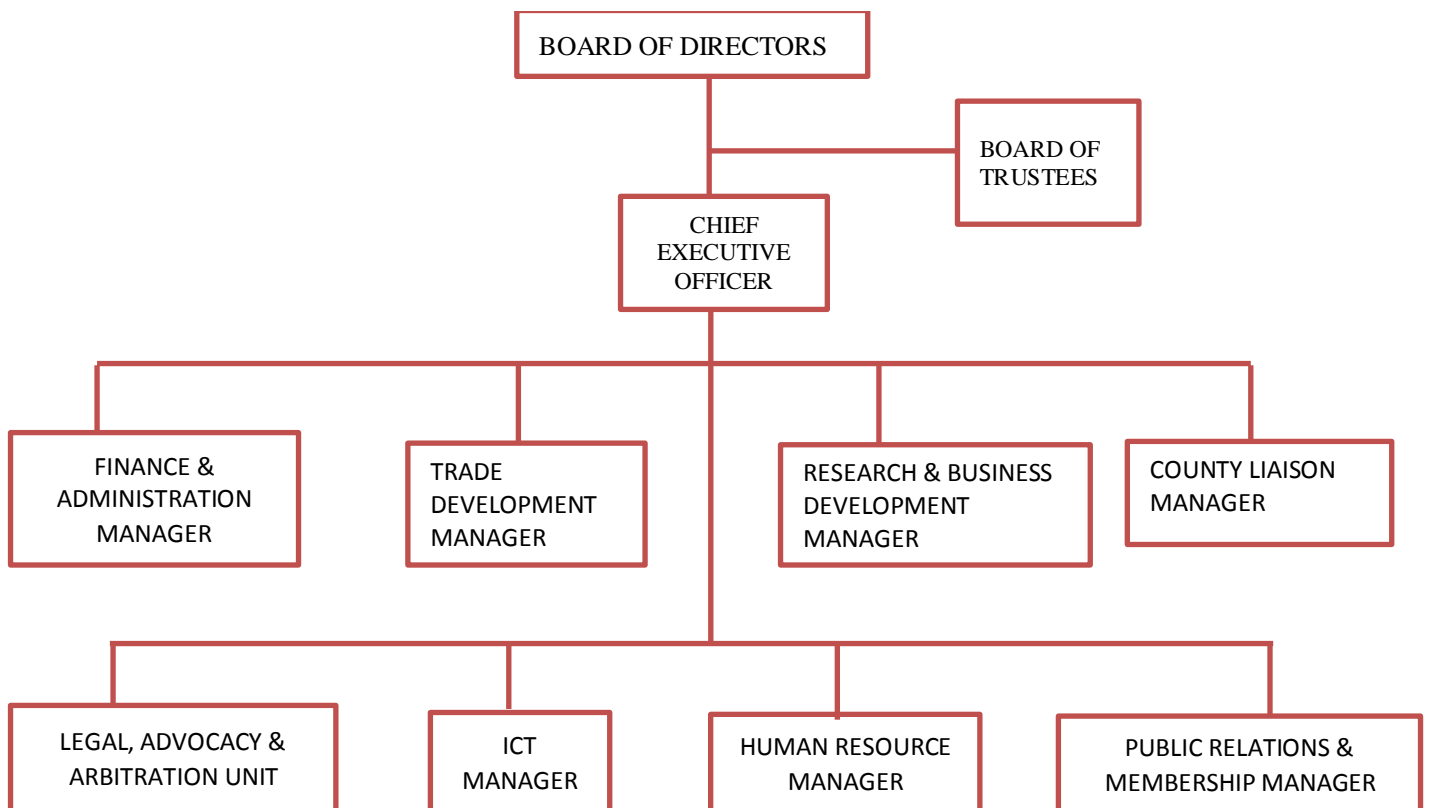 BOARD OF DIRECTORS
BOARD OF
TRUSTEES
CHIEF
EXECUTIVE
OFFICER
FINANCE &
ADMINISTRATION
MANAGER
TRADE
DEVELOPMENT
MANAGER
RESEARCH & BUSINESS
DEVELOPMENT
MANAGER
COUNTY LIAISON
MANAGER
LEGAL, ADVOCACY &
ARBITRATION UNIT
ICT
MANAGER
HUMAN RESOURCE
MANAGER
PUBLIC RELATIONS &
MEMBERSHIP MANAGER